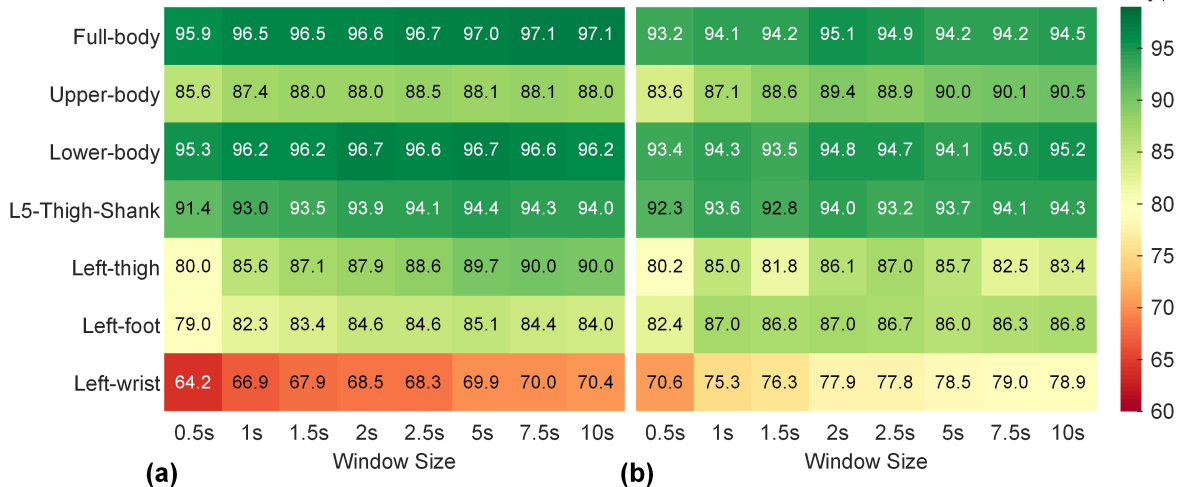 Full-body 95.9 96.5 96.5 96.6 96.7 97.0 97.1 97.1 93.2 94.1 94.2 95.1 94.9 94.2 94.2 94.5
95
Upper-body 85.6 87.4 88.0 88.0 88.5 88.1 88.1 88.0 83.6 87.1 88.6 89.4 88.9 90.0 90.1 90.5
90
Lower-body 95.3 96.2 96.2 96.7 96.6 96.7 96.6 96.2 93.4 94.3 93.5 94.8 94.7 94.1 95.0 95.2
85
L5-Thigh-Shank 91.4 93.0 93.5 93.9 94.1 94.4 94.3 94.0 92.3 93.6 92.8 94.0 93.2 93.7 94.1 94.3
80
75
Left-thigh 80.0 85.6 87.1 87.9 88.6 89.7 90.0 90.0 80.2 85.0 81.8 86.1 87.0 85.7 82.5 83.4
70
Left-foot 79.0 82.3 83.4 84.6 84.6 85.1 84.4 84.0 82.4 87.0 86.8 87.0 86.7 86.0 86.3 86.8
65
Left-wrist 64.2 66.9 67.9 68.5 68.3 69.9 70.0 70.4 70.6 75.3 76.3 77.9 77.8 78.5 79.0 78.9
60
0.5s 1s 1.5s 2s 2.5s 5s 7.5s 10s 0.5s 1s 1.5s 2s 2.5s 5s 7.5s 10s
Window Size Window Size
(a) (b)